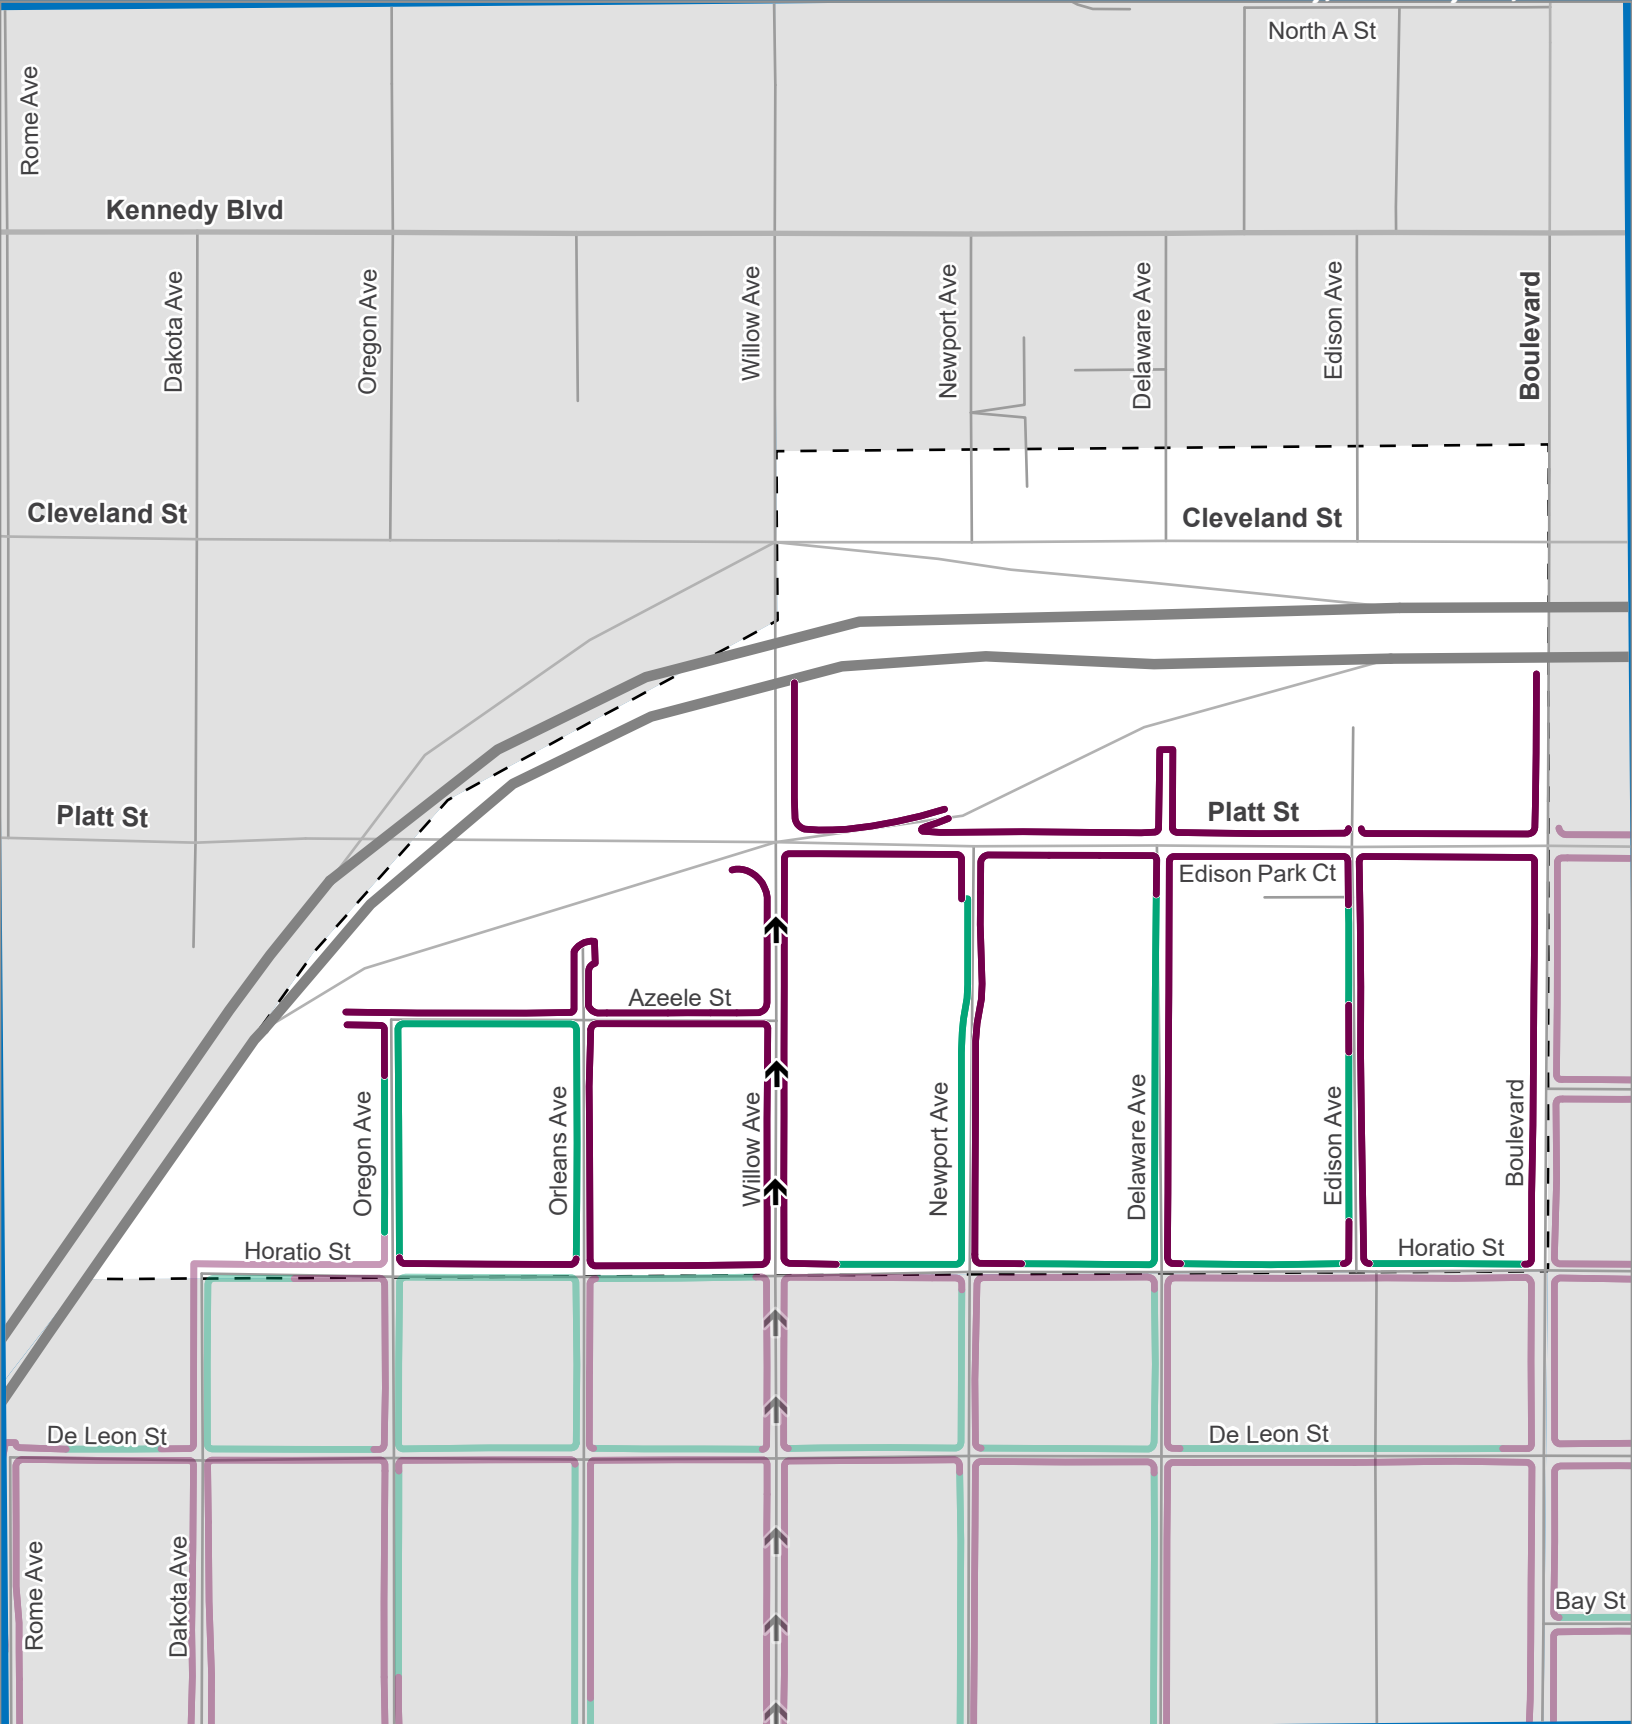 North A St
Rome Ave
Kennedy Blvd
Dakota Ave
Oregon Ave
Willow Ave
Newport Ave
Delaware Ave
Edison Ave
Boulevard
Cleveland St
Cleveland St
Platt St
Platt St
Edison Park Ct
Azeele St
Oregon Ave
Orleans Ave
Willow Ave
Newport Ave
Delaware Ave
Edison Ave
Boulevard
Horatio St
Horatio St
De Leon St
De Leon St
Rome Ave
Dakota Ave
Bay St